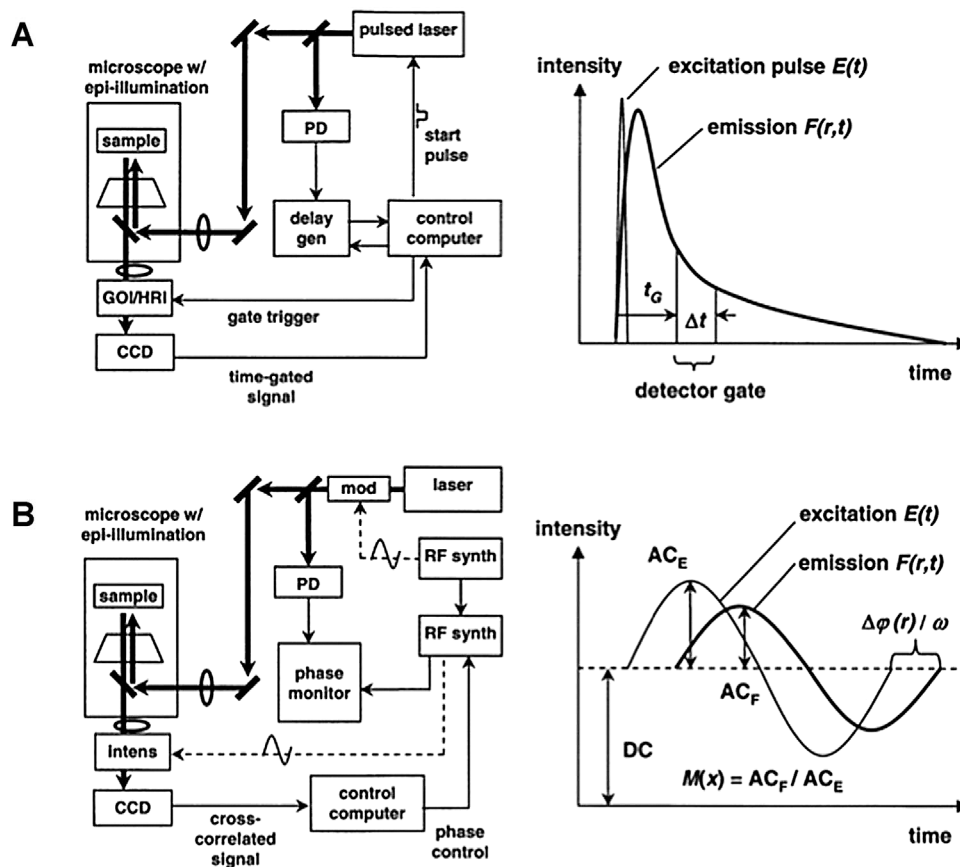 A
microscope w/
epi-illumination
sample
GOI/HRI
CCD
PD
delay
gen
pulsed laser
start
pulse
control
computer
gate trigger
time-gated
signal
intensity
excitation pulse E(t)
emission F(r,t)
t_G
Δt
time
detector gate
B
microscope w/
epi-illumination
sample
Intens
CCD
mod
laser
PD
RF synth
RF synth
phase
monitor
control
computer
cross-
correlated
signal
phase
control
intensity
excitation E(t)
emission F(r,t)
AC_E
AC_F
Δφ(r) / ω
DC
M(x) = AC_F / AC_E
time